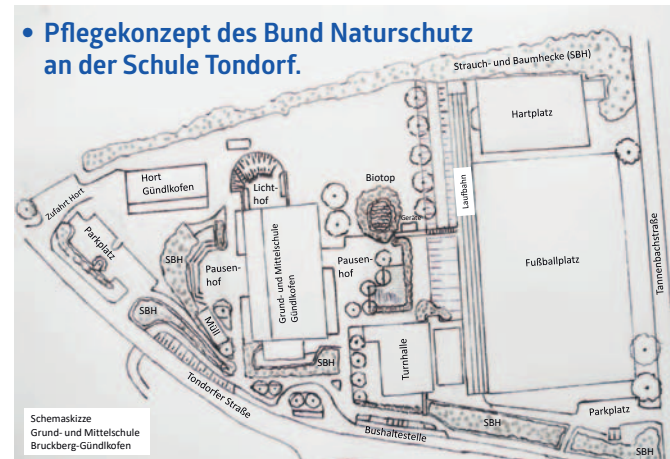 • Pflegekonzept des Bund Naturschutz
an der Schule Tondorf.
Strauch- und Baumhecke (SBH)
Hartplatz
Hort
Gündlkofen
Licht-
hof
Biotop
Geräte
Laufbahn
Zufahrt Hort
Parkplatz
SBH
Pausen-
hof
Grund- und Mittelschule
Gündlkofen
Pausen-
hof
Fußballplatz
Tannenbachstraße
SBH
Müll
SBH
Turnhalle
Tondorfer Straße
Bushaltestelle
SBH
Parkplatz
SBH
Schemaskizze
Grund- und Mittelschule
Bruckberg-Gündlkofen